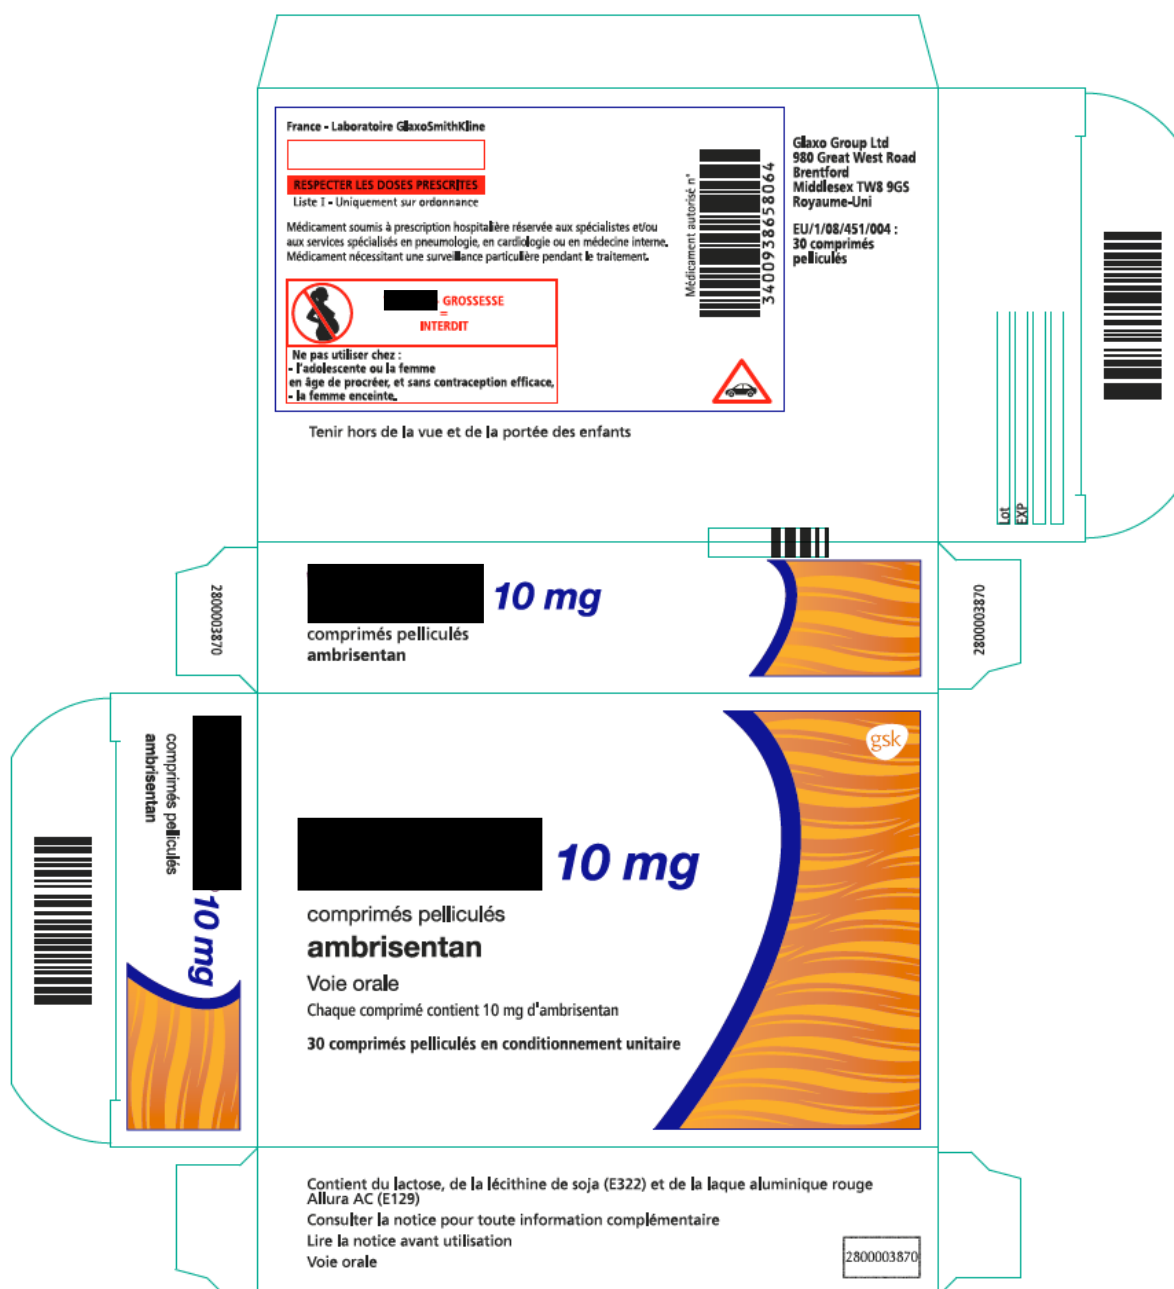 France - Laboratoire GlaxoSmithKline
RESPECTER LES DOSES PRESCRITES
Liste I - Uniquement sur ordonnance
Médicament soumis à prescription hospitalière réservée aux spécialistes et/ou
aux services spécialisés en pneumologie, en cardiologie ou en médecine interne.
Médicament nécessitant une surveillance particulière pendant le traitement.
- GROSSESSE
=
INTERDIT
Ne pas utiliser chez :
- l'adolescente ou la femme
en âge de procréer, et sans contraception efficace,
- la femme enceinte.
Médicament autorisé n°
3400938658064
Glaxo Group Ltd
980 Great West Road
Brentford
Middlesex TW8 9GS
Royaume-Uni
EU/1/08/451/004 :
30 comprimés
pelliculés
Tenir hors de la vue et de la portée des enfants
Lot
EXP
2800003870
10 mg
comprimés pelliculés
ambrisentan
2800003870
comprimés pelliculés
ambrisentan
10 mg
gsk
10 mg
comprimés pelliculés
ambrisentan
Voie orale
Chaque comprimé contient 10 mg d'ambrisentan
30 comprimés pelliculés en conditionnement unitaire
Contient du lactose, de la lécithine de soja (E322) et de la laque aluminique rouge
Allura AC (E129)
Consulter la notice pour toute information complémentaire
Lire la notice avant utilisation
Voie orale
2800003870